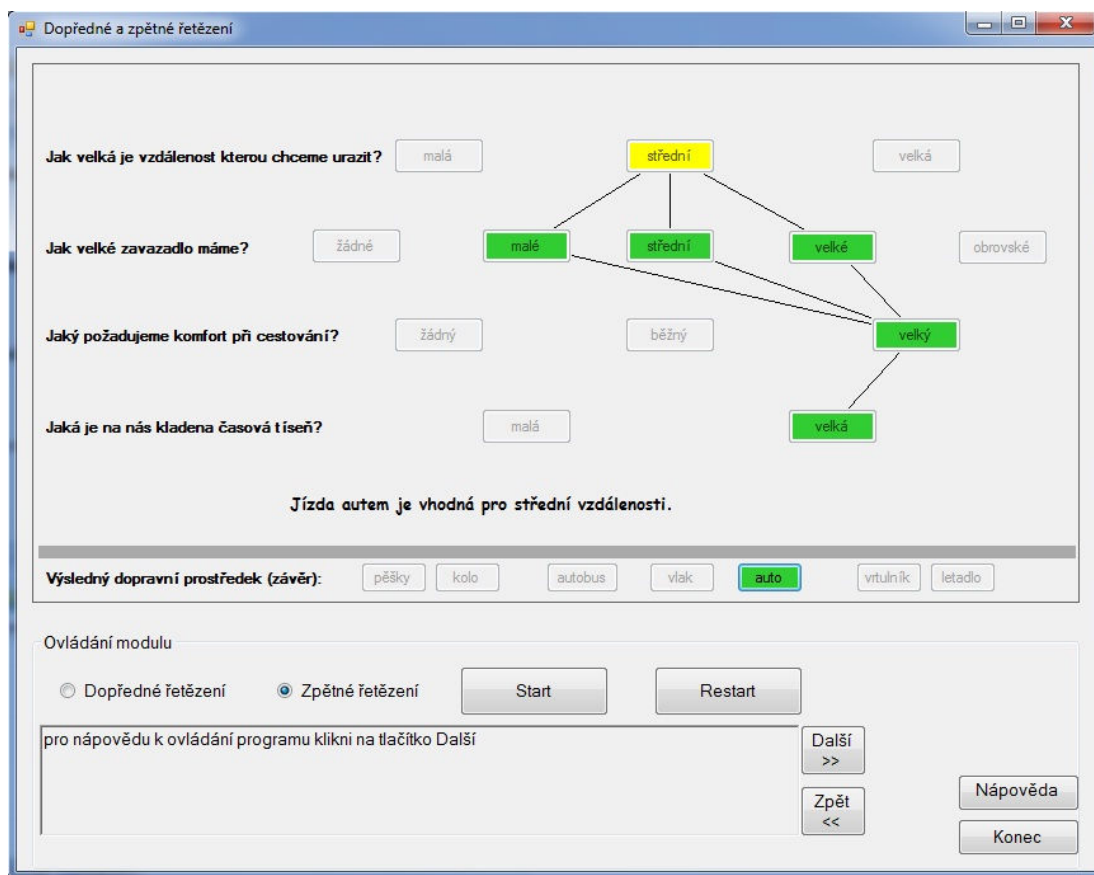 Dopředné a zpětné řetězení
Jak velká je vzdálenost kterou chceme urazit? malá střední velká
Jak velké zavazadlo máme? žádné malé střední velké obrovské
Jaký požadujeme komfort při cestování? žádný běžný velký
Jaká je na nás kladena časová tíseň? malá velká
Jízda autem je vhodná pro střední vzdálenosti.
Výsledný dopravní prostředek (závěr): pěšky kolo autobus vlak auto vrtulník letadlo
Ovládání modulu
Dopředné řetězení Zpětné řetězení Start Restart
pro nápovědu k ovládání programu klikni na tlačítko Další
Další
>>
Zpět
<<
Nápověda
Konec